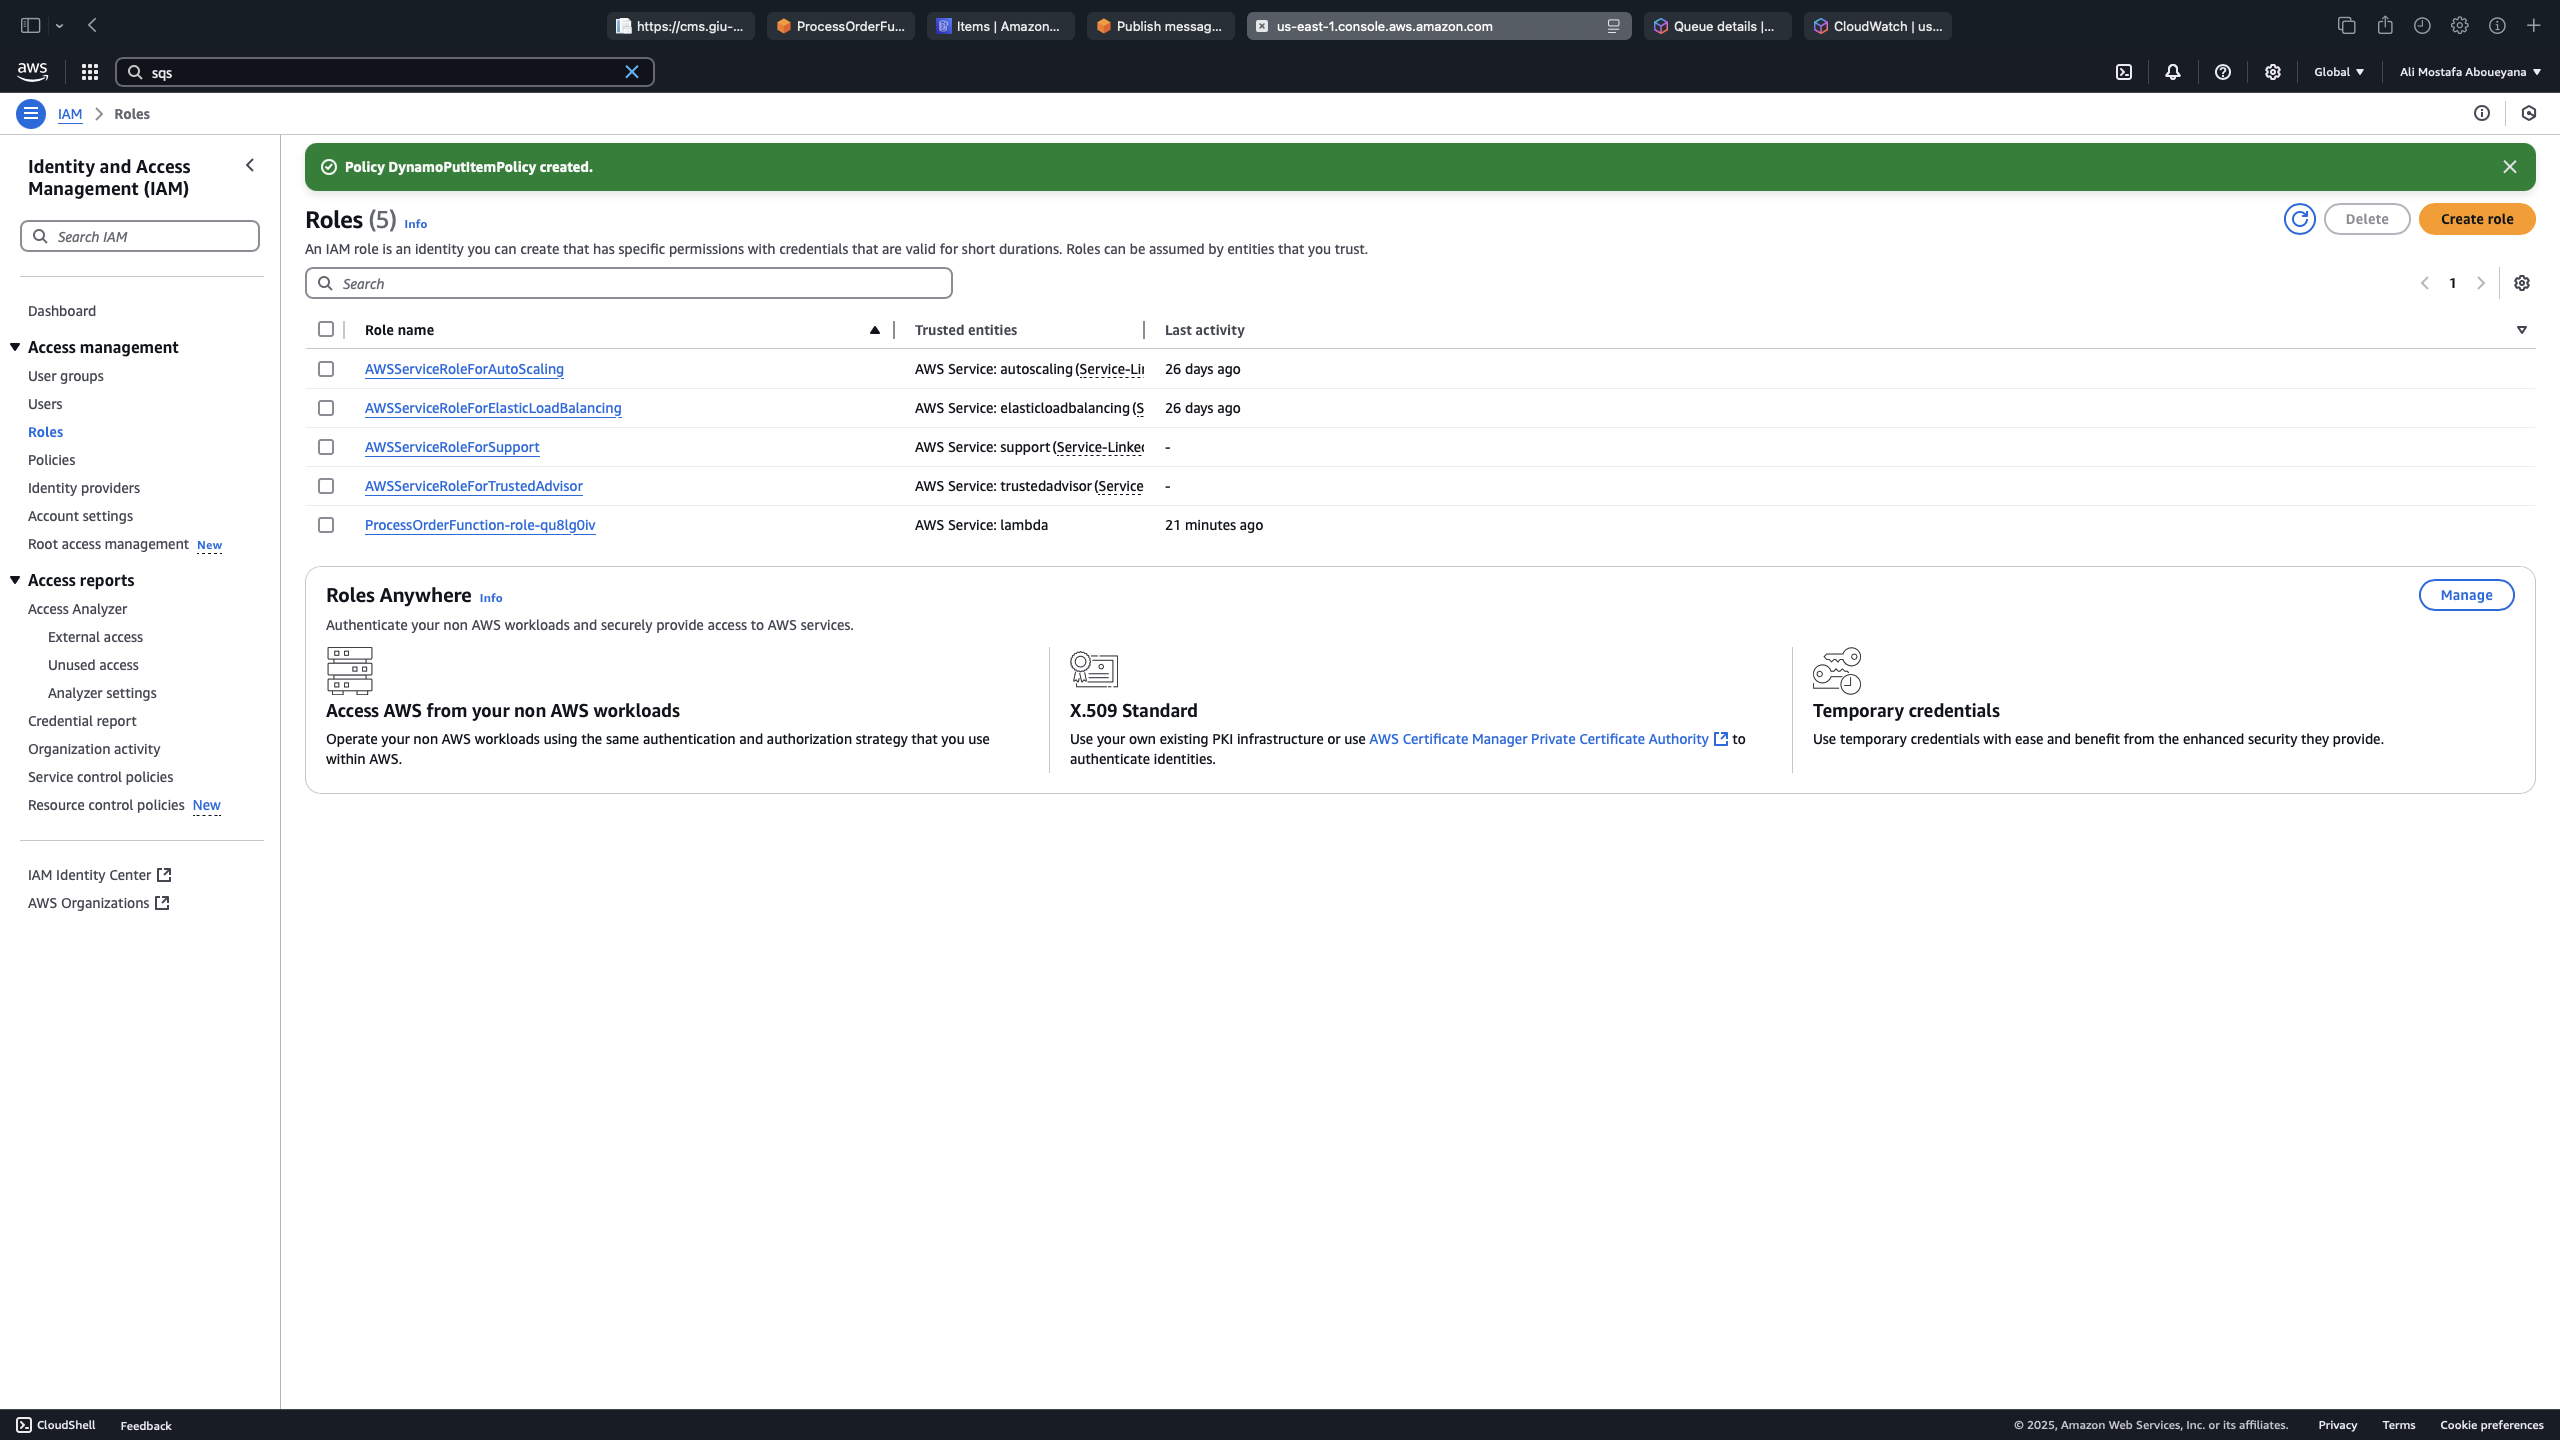 https://cms.giu-...
ProcessOrderFu...
Items | Amazon...
Publish messag...
us-east-1.console.aws.amazon.com
Queue details |...
CloudWatch | us...
aws
sqs
Global
Ali Mostafa Aboueyana
IAM
Roles
Identity and Access
Management (IAM)
Search IAM
Dashboard
Access management
User groups
Users
Roles
Policies
Identity providers
Account settings
Root access management New
Access reports
Access Analyzer
External access
Unused access
Analyzer settings
Credential report
Organization activity
Service control policies
Resource control policies New
IAM Identity Center
AWS Organizations
Policy DynamoPutItemPolicy created.
Roles (5) Info
Delete
Create role
An IAM role is an identity you can create that has specific permissions with credentials that are valid for short durations. Roles can be assumed by entities that you trust.
Search
1
Role name Trusted entities Last activity
AWSServiceRoleForAutoScaling AWS Service: autoscaling (Service-Lin 26 days ago
AWSServiceRoleForElasticLoadBalancing AWS Service: elasticloadbalancing (S 26 days ago
AWSServiceRoleForSupport AWS Service: support (Service-Linked -
AWSServiceRoleForTrustedAdvisor AWS Service: trustedadvisor (Service -
ProcessOrderFunction-role-qu8lg0iv AWS Service: lambda 21 minutes ago
Roles Anywhere Info
Manage
Authenticate your non AWS workloads and securely provide access to AWS services.
Access AWS from your non AWS workloads
Operate your non AWS workloads using the same authentication and authorization strategy that you use
within AWS.
X.509 Standard
Use your own existing PKI infrastructure or use AWS Certificate Manager Private Certificate Authority to
authenticate identities.
Temporary credentials
Use temporary credentials with ease and benefit from the enhanced security they provide.
CloudShell
Feedback
© 2025, Amazon Web Services, Inc. or its affiliates.
Privacy
Terms
Cookie preferences